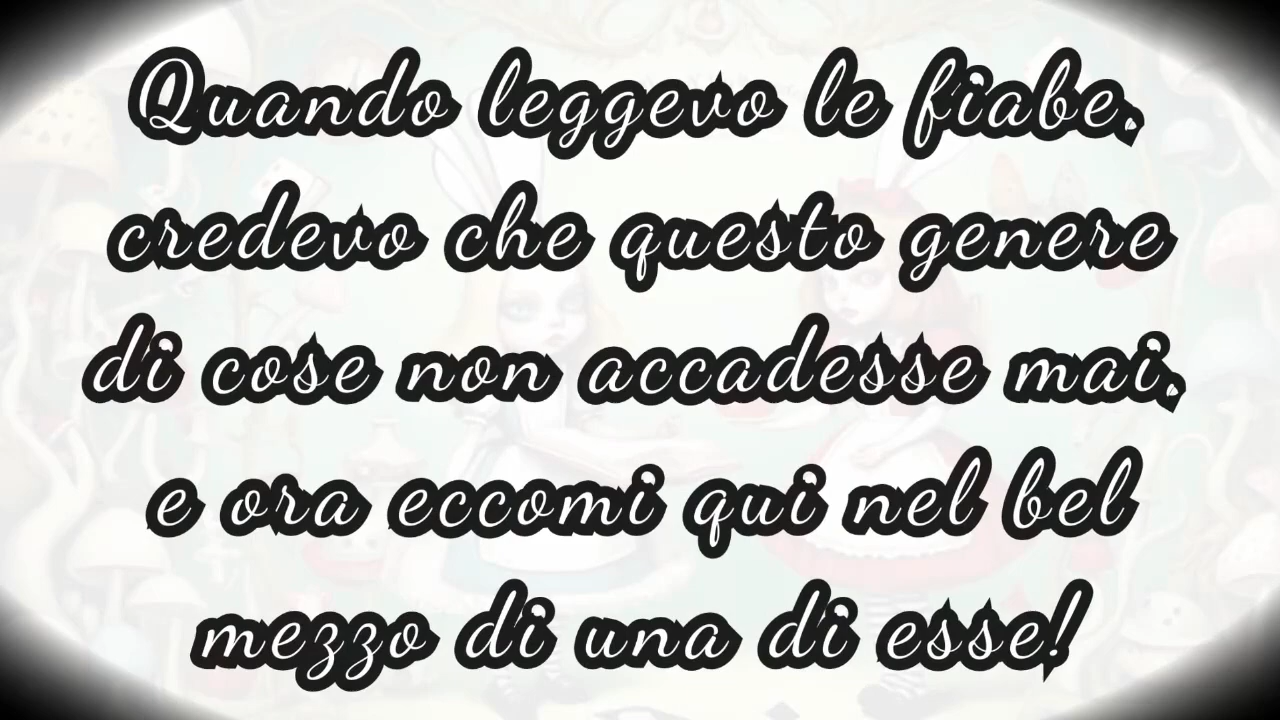 Quando leggevo le fiabe,
credevo che questo genere
di cose non accadesse mai,
e ora eccomi qui nel bel
mezzo di una di esse!